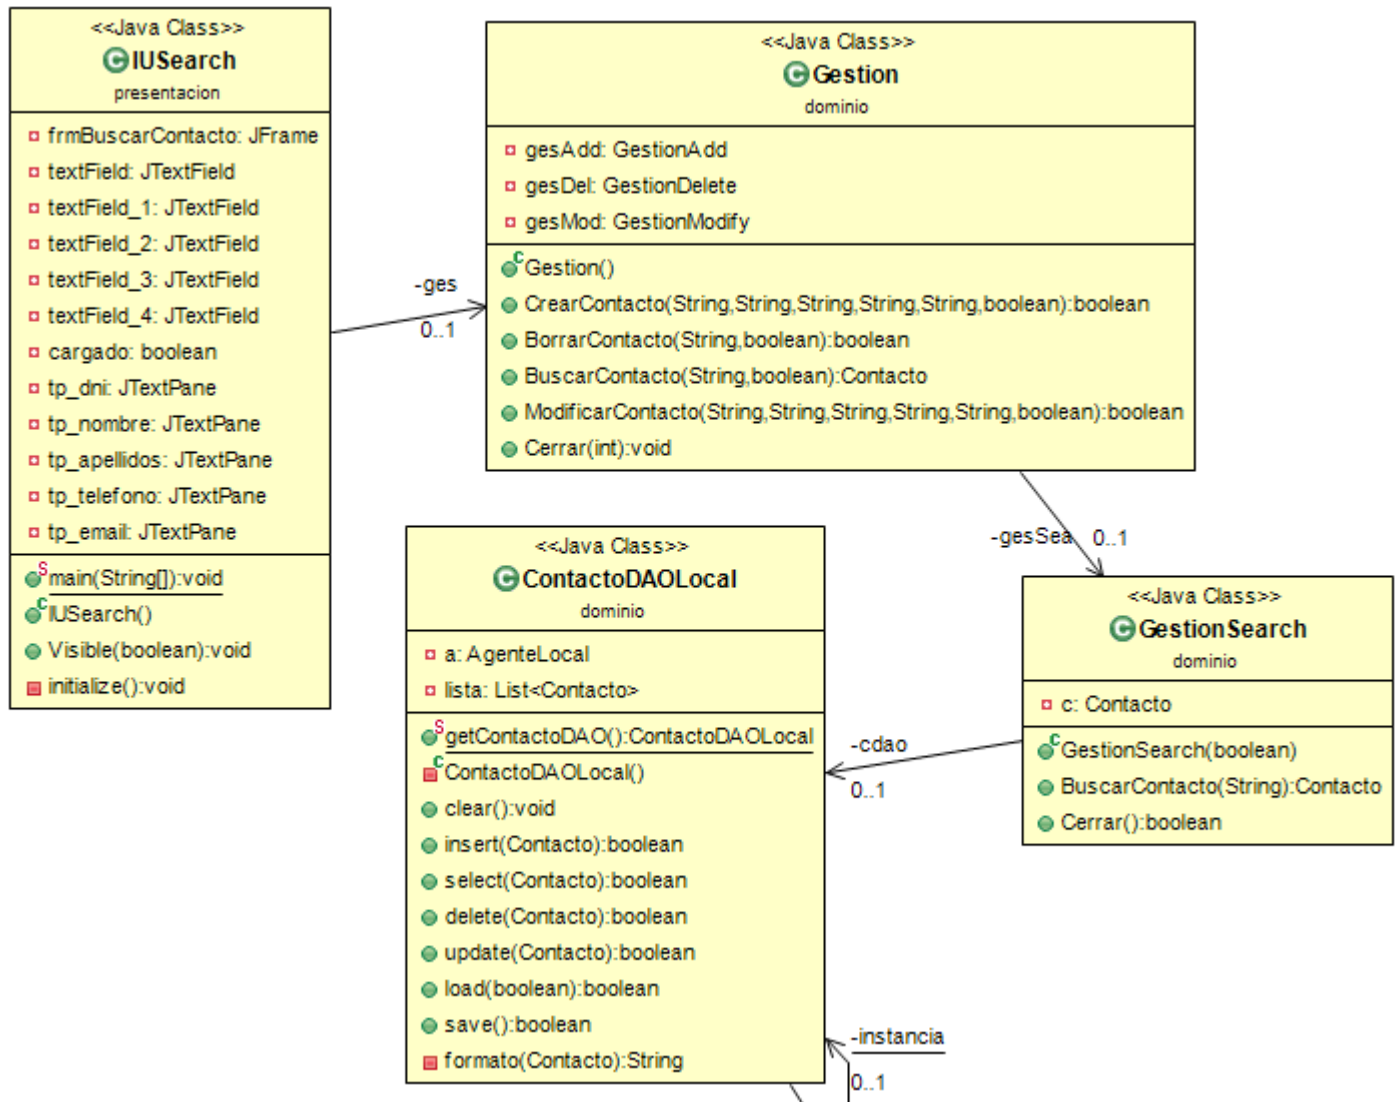 <<Java Class>>
IUSearch
presentacion
frmBuscarContacto: JFrame
textField: JTextField
textField_1: JTextField
textField_2: JTextField
textField_3: JTextField
textField_4: JTextField
cargado: boolean
tp_dni: JTextPane
tp_nombre: JTextPane
tp_apellidos: JTextPane
tp_telefono: JTextPane
tp_email: JTextPane
main(String[]):void
IUSearch()
Visible(boolean):void
initialize():void
-ges
0..1
<<Java Class>>
Gestion
dominio
gesAdd: GestionAdd
gesDel: GestionDelete
gesMod: GestionModify
Gestion()
CrearContacto(String,String,String,String,String,boolean):boolean
BorrarContacto(String,boolean):boolean
BuscarContacto(String,boolean):Contacto
ModificarContacto(String,String,String,String,String,boolean):boolean
Cerrar(int):void
-gesSea 0..1
<<Java Class>>
ContactoDAOLocal
dominio
a: AgenteLocal
lista: List<Contacto>
getContactoDAO():ContactoDAOLocal
ContactoDAOLocal()
clear():void
insert(Contacto):boolean
select(Contacto):boolean
delete(Contacto):boolean
update(Contacto):boolean
load(boolean):boolean
save():boolean
formato(Contacto):String
-cdao
0..1
-instancia
0..1
<<Java Class>>
GestionSearch
dominio
c: Contacto
GestionSearch(boolean)
BuscarContacto(String):Contacto
Cerrar():boolean